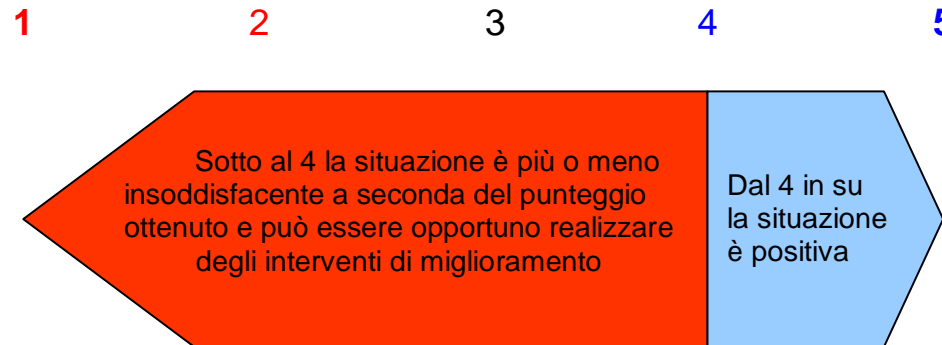 1 2 3 4 5
Sotto al 4 la situazione è più o meno
insoddisfacente a seconda del punteggio
ottenuto e può essere opportuno realizzare
degli interventi di miglioramento
Dal 4 in su
la situazione
è positiva